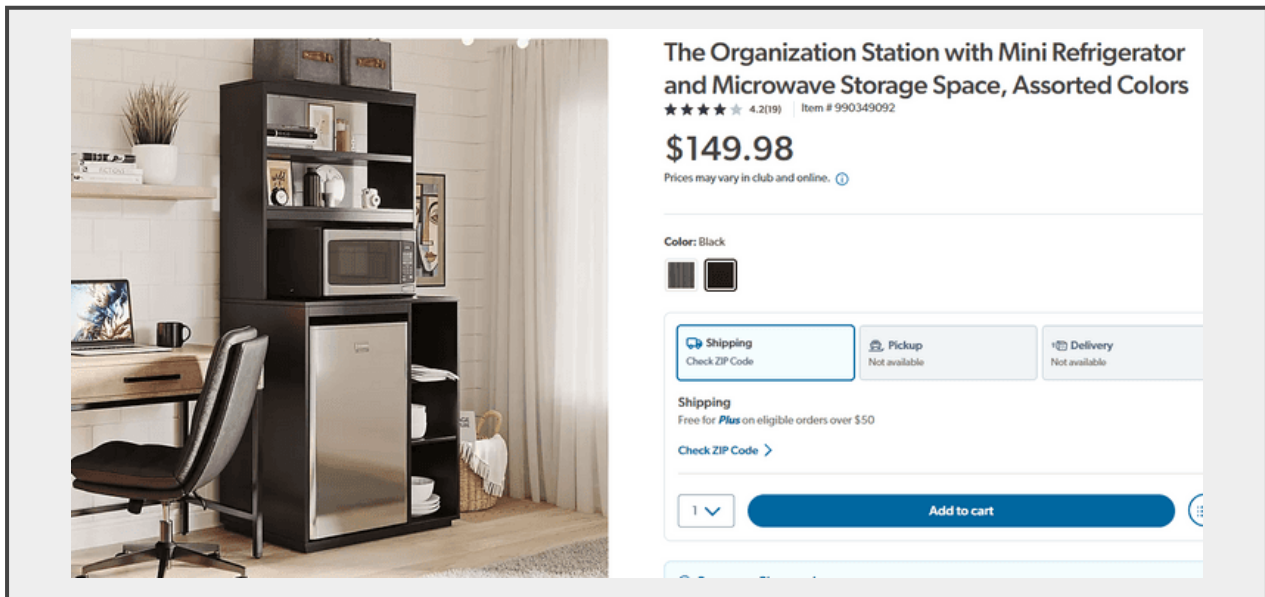 The Organization Station with Mini Refrigerator
and Microwave Storage Space, Assorted Colors
4.2(19) Item # 990349092
$149.98
Prices may vary in club and online.
Color: Black
Shipping
Check ZIP Code
Pickup
Not available
Delivery
Not available
Shipping
Free for Plus on eligible orders over $50
Check ZIP Code
1
Add to cart